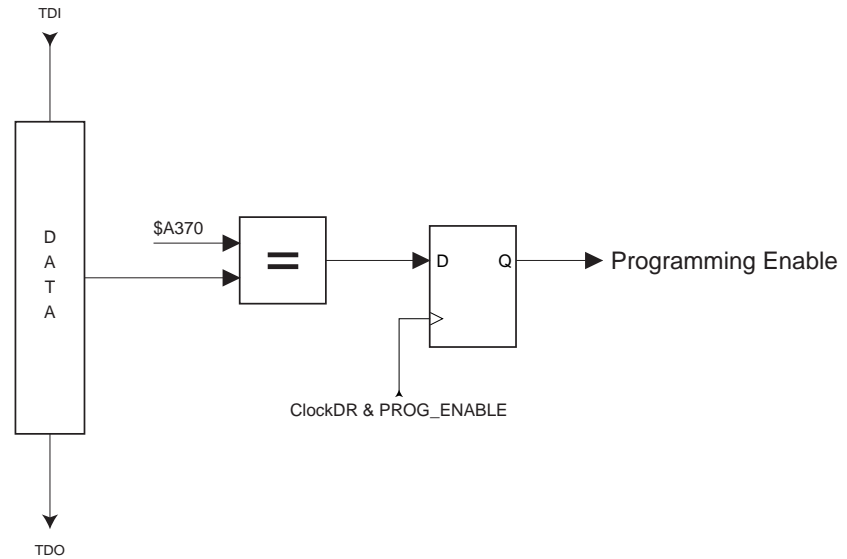 TDI
D
A
T
A
$A370
=
D Q
Programming Enable
ClockDR & PROG_ENABLE
TDO